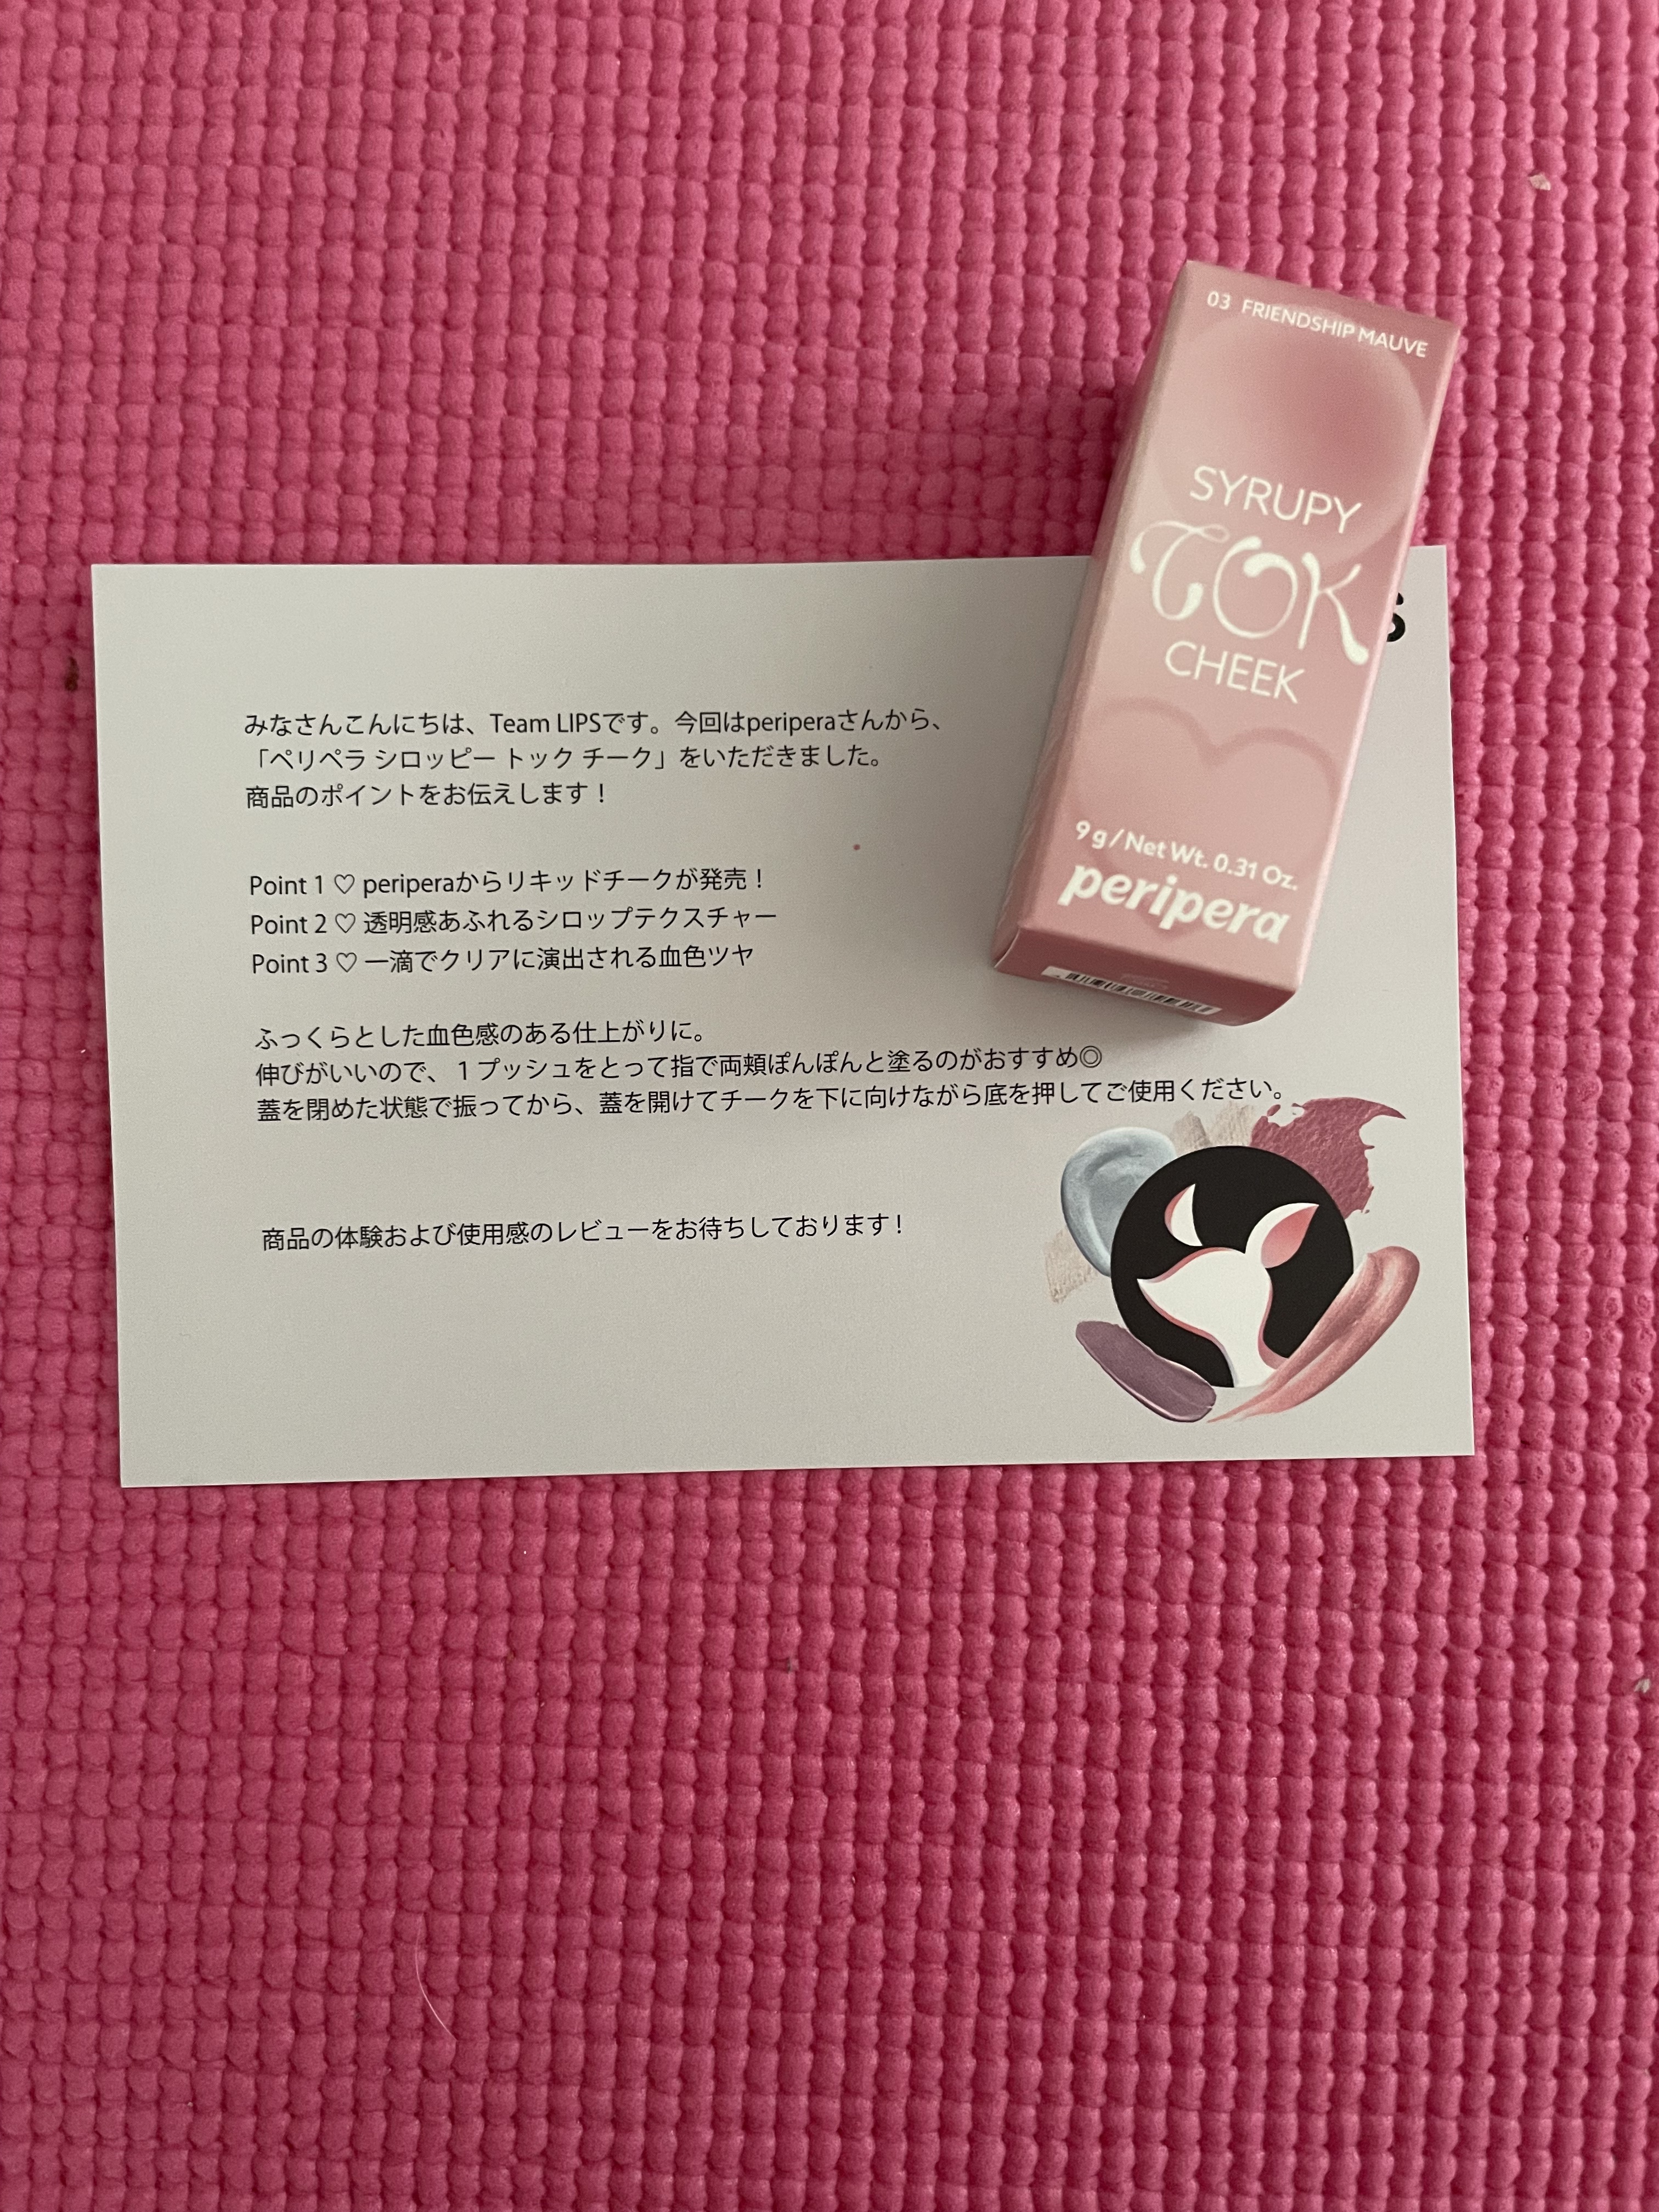 03 FRIENDSHIP MAUVE
SYRUPY
TOK
CHEEK
9 g / Net Wt. 0.31 Oz.
peripera
みなさんこんにちは、Team LIPSです。今回はperiperaさんから、
「ペリペラ シロッピー トック チーク」をいただきました。
商品のポイントをお伝えします！
Point 1 ♡ periperaからリキッドチークが発売！
Point 2 ♡ 透明感あふれるシロップテクスチャー
Point 3 ♡ 一滴でクリアに演出される血色ツヤ
ふっくらとした血色感のある仕上がりに。
伸びがいいので、１プッシュをとって指で両頬ぽんぽんと塗るのがおすすめ◎
蓋を閉めた状態で振ってから、蓋を開けてチークを下に向けながら底を押してご使用ください。
商品の体験および使用感のレビューをお待ちしております！